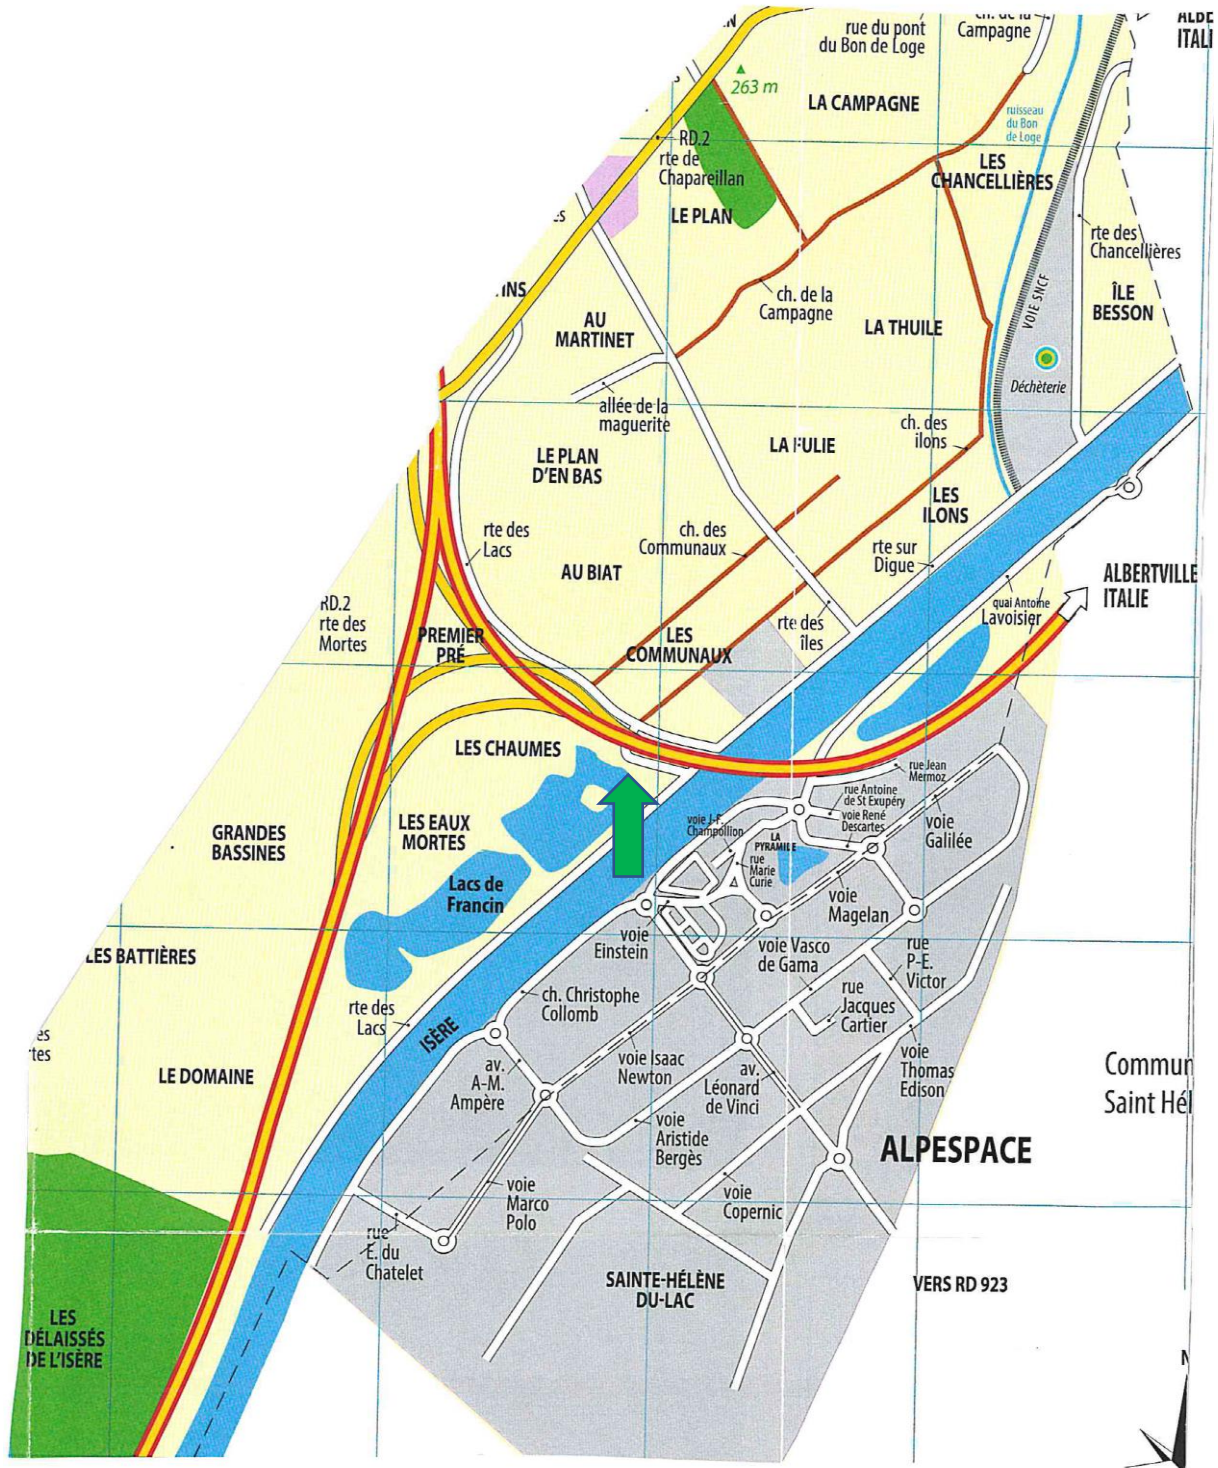 rue du pont
du Bon de Loge
ch. de la
Campagne
263 m
LA CAMPAGNE
ruisseau
du Bon
de Loge
RD.2
rte de
Chapareillan
LES
CHANCELLIÈRES
LE PLAN
rte des
Chancellières
ÎLE
BESSON
VOIE SNCF
ch. de la
Campagne
AU
MARTINET
LA THUILE
Déchèterie
allée de la
maguerite
ch. des
ilons
LA FULIE
LE PLAN
D'EN BAS
LES
ILONS
rte des
Lacs
ch. des
Communaux
rte sur
Digue
AU BIAT
ALBERTVILLE
ITALIE
quai Antoine
Lavoisier
RD.2
rte des
Mortes
PREMIER
PRÉ
LES
COMMUNAUX
rte des
îles
LES CHAUMES
rue Jean
Mermoz
rue Antoine
de St Exupéry
voie René
Descartes
voie J-F.
Champollion
LA
PYRAMIDE
voie
Galilée
GRANDES
BASSINES
LES EAUX
MORTES
rue
Marie
Curie
Lacs de
Francin
voie
Magelan
voie
Einstein
voie Vasco
de Gama
rue
P-E.
Victor
LES BATTIÈRES
rte des
Lacs
ISÈRE
ch. Christophe
Collomb
rue
Jacques
Cartier
voie Isaac
Newton
voie
Thomas
Edison
LE DOMAINE
av.
A-M.
Ampère
av.
Léonard
de Vinci
Commun
Saint Hél
voie
Aristide
Bergès
ALPESPACE
voie
Marco
Polo
voie
Copernic
rue
E. du
Chatelet
SAINTE-HÉLÈNE
DU-LAC
VERS RD 923
LES
DÉLAISSÉS
DE L'ISÈRE